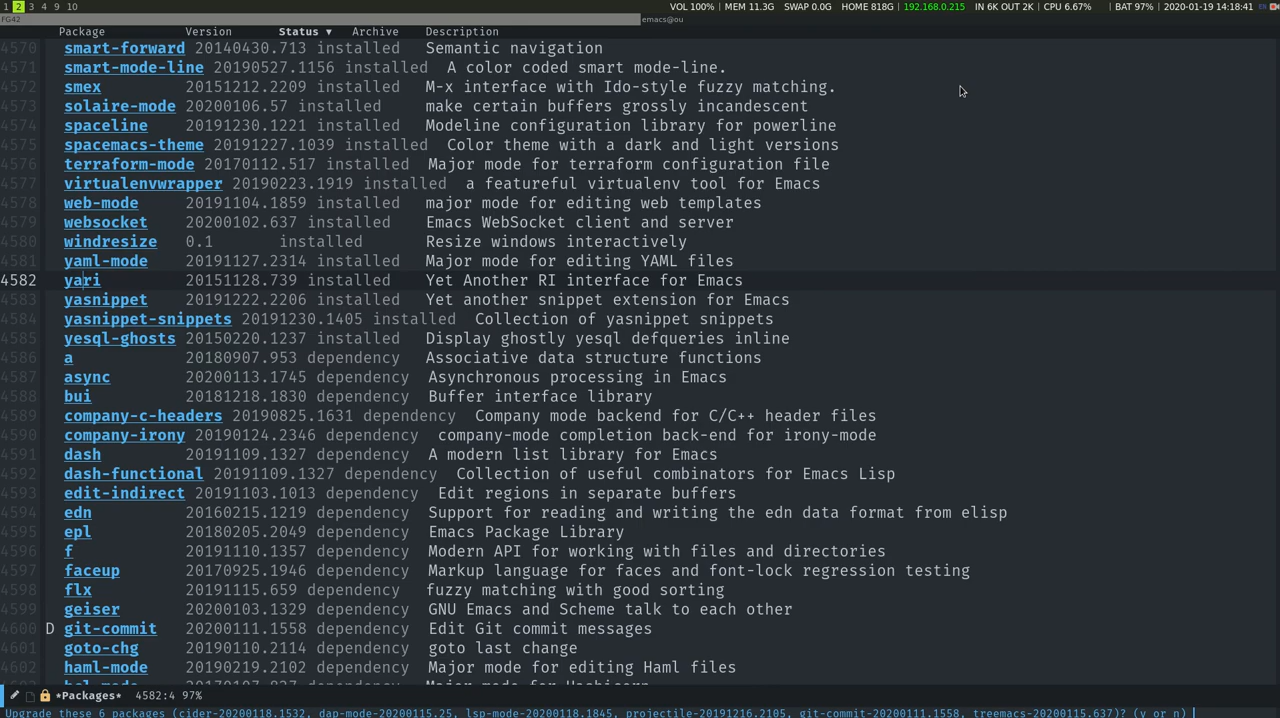 1 2 3 4 9 10 VOL 100% | MEM 11.3G SWAP 0.0G | HOME 818G | 192.168.0.215 IN 6K OUT 2K | CPU 6.67% | BAT 97% | 2020-01-19 14:18:41 EN
FG42 emacs@ou
Package Version Status ▼ Archive Description
4570 smart-forward 20140430.713 installed Semantic navigation
4571 smart-mode-line 20190527.1156 installed A color coded smart mode-line.
4572 smex 20151212.2209 installed M-x interface with Ido-style fuzzy matching.
4573 solaire-mode 20200106.57 installed make certain buffers grossly incandescent
4574 spaceline 20191230.1221 installed Modeline configuration library for powerline
4575 spacemacs-theme 20191227.1039 installed Color theme with a dark and light versions
4576 terraform-mode 20170112.517 installed Major mode for terraform configuration file
4577 virtualenvwrapper 20190223.1919 installed a featureful virtualenv tool for Emacs
4578 web-mode 20191104.1859 installed major mode for editing web templates
4579 websocket 20200102.637 installed Emacs WebSocket client and server
4580 windresize 0.1 installed Resize windows interactively
4581 yaml-mode 20191127.2314 installed Major mode for editing YAML files
4582 yari 20151128.739 installed Yet Another RI interface for Emacs
4583 yasnippet 20191222.2206 installed Yet another snippet extension for Emacs
4584 yasnippet-snippets 20191230.1405 installed Collection of yasnippet snippets
4585 yesql-ghosts 20150220.1237 installed Display ghostly yesql defqueries inline
4586 a 20180907.953 dependency Associative data structure functions
4587 async 20200113.1745 dependency Asynchronous processing in Emacs
4588 bui 20181218.1830 dependency Buffer interface library
4589 company-c-headers 20190825.1631 dependency Company mode backend for C/C++ header files
4590 company-irony 20190124.2346 dependency company-mode completion back-end for irony-mode
4591 dash 20191109.1327 dependency A modern list library for Emacs
4592 dash-functional 20191109.1327 dependency Collection of useful combinators for Emacs Lisp
4593 edit-indirect 20191103.1013 dependency Edit regions in separate buffers
4594 edn 20160215.1219 dependency Support for reading and writing the edn data format from elisp
4595 epl 20180205.2049 dependency Emacs Package Library
4596 f 20191110.1357 dependency Modern API for working with files and directories
4597 faceup 20170925.1946 dependency Markup language for faces and font-lock regression testing
4598 flx 20191115.659 dependency fuzzy matching with good sorting
4599 geiser 20200103.1329 dependency GNU Emacs and Scheme talk to each other
4600 D git-commit 20200111.1558 dependency Edit Git commit messages
4601 goto-chg 20190110.2114 dependency goto last change
4602 haml-mode 20190219.2102 dependency Major mode for editing Haml files
*Packages* 4582:4 97%
Upgrade these 6 packages (cider-20200118.1532, dap-mode-20200115.25, lsp-mode-20200118.1845, projectile-20191216.2105, git-commit-20200111.1558, treemacs-20200115.637)? (y or n)